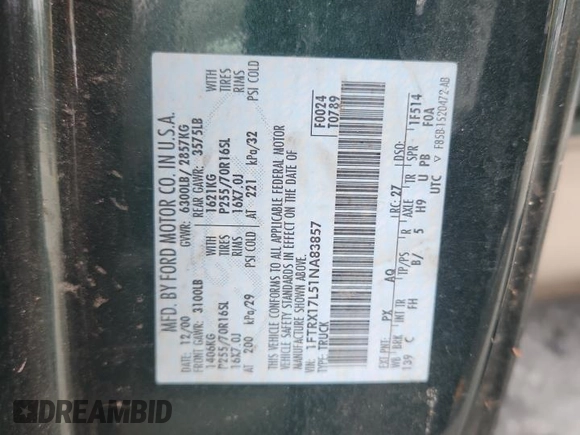 MFD. BY FORD MOTOR CO. IN U.S.A.
DATE: 12/00 GVWR: 6300LB/ 2857KG
FRONT GAWR: 3100LB REAR GAWR: 3575LB
1406KG WITH 1621KG WITH
P255/70R16SL TIRES P255/70R16SL TIRES
16X7.0J RIMS 16X7.0J RIMS
AT 200 kPa/29 PSI COLD AT 221 kPa/32 PSI COLD
THIS VEHICLE CONFORMS TO ALL APPLICABLE FEDERAL MOTOR
VEHICLE SAFETY STANDARDS IN EFFECT ON THE DATE OF
MANUFACTURE SHOWN ABOVE.
VIN: 1FTRX17L51NA83857
TYPE: TRUCK
F0024
T0789
EXT PNT: PX AQ RC: 27 DSO:
WB BRK INT TR TP/PS R AXLE TR SPR 1F514
139 C FH B/ 5 H9 U PB F0A
UTC F85B-1520472-AB
DREAMBID